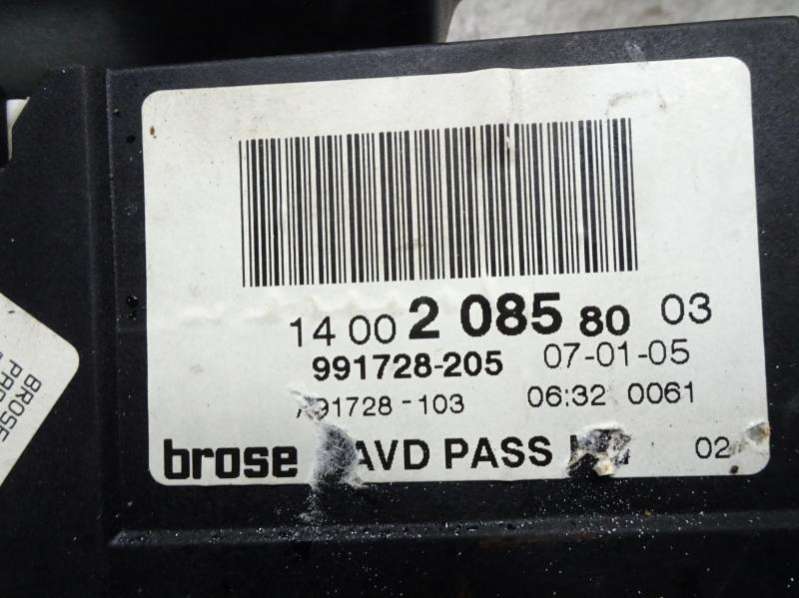 14 00 2 085 80 03
991728-205 07-01-05
A91728-103 06:32 0061
brose AVD PASS 02
BROSE